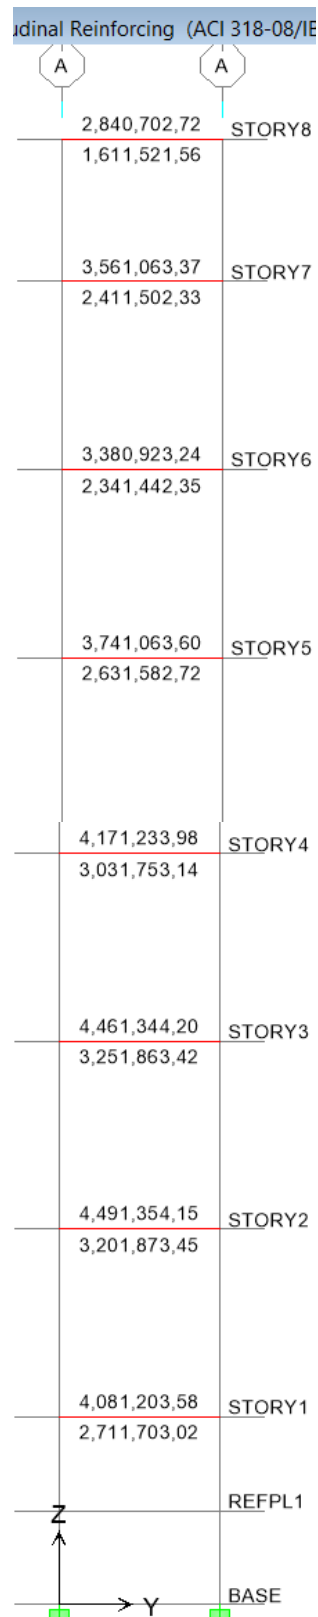 udinal Reinforcing (ACI 318-08/IE
A A
2,840,702,72 STORY8
1,611,521,56
3,561,063,37 STORY7
2,411,502,33
3,380,923,24 STORY6
2,341,442,35
3,741,063,60 STORY5
2,631,582,72
4,171,233,98 STORY4
3,031,753,14
4,461,344,20 STORY3
3,251,863,42
4,491,354,15 STORY2
3,201,873,45
4,081,203,58 STORY1
2,711,703,02
REFPL1
Z
BASE
Y